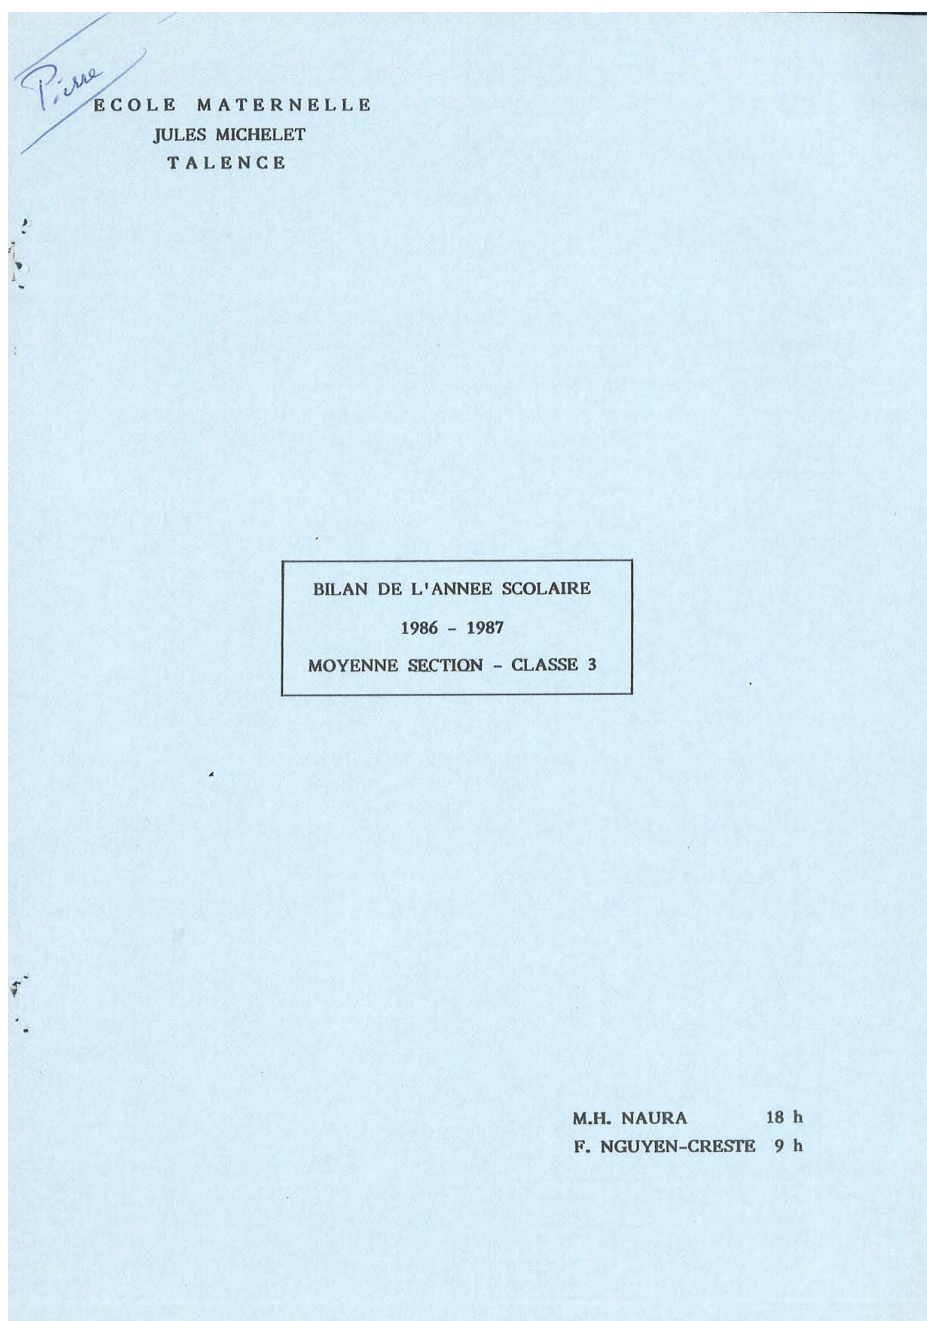 Pierre
ECOLE MATERNELLE
JULES MICHELET
TALENCE
BILAN DE L'ANNEE SCOLAIRE
1986 - 1987
MOYENNE SECTION - CLASSE 3
M.H. NAURA 18 h
F. NGUYEN-CRESTE 9 h